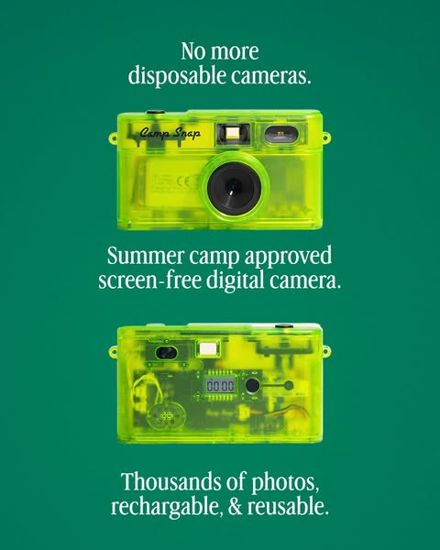 No more
disposable cameras.
Camp Snap
Summer camp approved
screen-free digital camera.
00:00
Thousands of photos,
rechargable, & reusable.